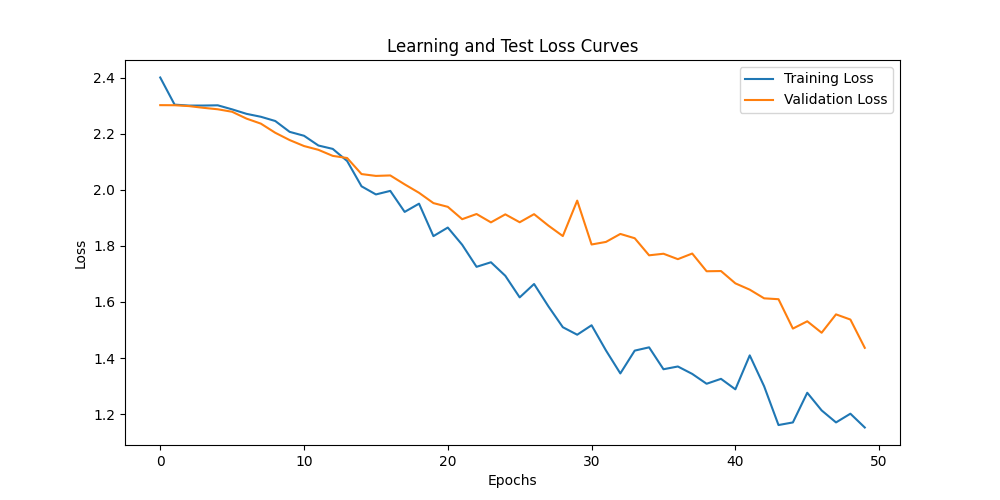 Learning and Test Loss Curves
Training Loss
Validation Loss
2.4
2.2
2.0
1.8
1.6
1.4
1.2
Loss
0 10 20 30 40 50
Epochs